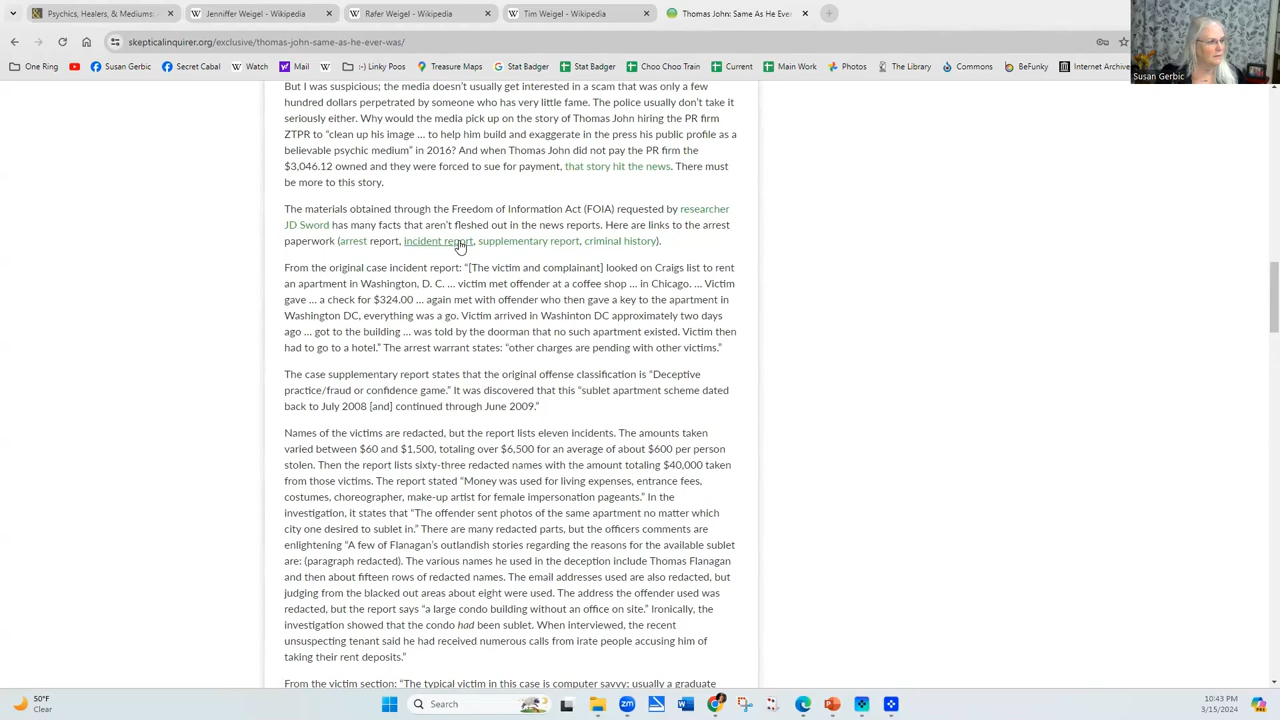 Psychics, Healers, & Mediums:
Jenniffer Weigel - Wikipedia
Rafer Weigel - Wikipedia
Tim Weigel - Wikipedia
Thomas John: Same As He Ever
skepticalinquirer.org/exclusive/thomas-john-same-as-he-ever-was/
One Ring
Susan Gerbic
Secret Cabal
Watch
Mail
:-) Linky Poos
Treasure Maps
Stat Badger
Stat Badger
Choo Choo Train
Current
Main Work
Photos
The Library
Commons
BeFunky
Internet Archive
Susan Gerbic
But I was suspicious; the media doesn't usually get interested in a scam that was only a few
hundred dollars perpetrated by someone who has very little fame. The police usually don't take it
seriously either. Why would the media pick up on the story of Thomas John hiring the PR firm
ZTPR to "clean up his image … to help him build and exaggerate in the press his public profile as a
believable psychic medium" in 2016? And when Thomas John did not pay the PR firm the
$3,046.12 owned and they were forced to sue for payment, that story hit the news. There must
be more to this story.
The materials obtained through the Freedom of Information Act (FOIA) requested by researcher
JD Sword has many facts that aren't fleshed out in the news reports. Here are links to the arrest
paperwork (arrest report, incident report, supplementary report, criminal history).
From the original case incident report: "[The victim and complainant] looked on Craigs list to rent
an apartment in Washington, D. C. … victim met offender at a coffee shop … in Chicago. … Victim
gave … a check for $324.00 … again met with offender who then gave a key to the apartment in
Washington DC, everything was a go. Victim arrived in Washinton DC approximately two days
ago … got to the building … was told by the doorman that no such apartment existed. Victim then
had to go to a hotel." The arrest warrant states: "other charges are pending with other victims."
The case supplementary report states that the original offense classification is "Deceptive
practice/fraud or confidence game." It was discovered that this "sublet apartment scheme dated
back to July 2008 [and] continued through June 2009."
Names of the victims are redacted, but the report lists eleven incidents. The amounts taken
varied between $60 and $1,500, totaling over $6,500 for an average of about $600 per person
stolen. Then the report lists sixty-three redacted names with the amount totaling $40,000 taken
from those victims. The report stated "Money was used for living expenses, entrance fees,
costumes, choreographer, make-up artist for female impersonation pageants." In the
investigation, it states that "The offender sent photos of the same apartment no matter which
city one desired to sublet in." There are many redacted parts, but the officers comments are
enlightening "A few of Flanagan's outlandish stories regarding the reasons for the available sublet
are: (paragraph redacted). The various names he used in the deception include Thomas Flanagan
and then about fifteen rows of redacted names. The email addresses used are also redacted, but
judging from the blacked out areas about eight were used. The address the offender used was
redacted, but the report says "a large condo building without an office on site." Ironically, the
investigation showed that the condo had been sublet. When interviewed, the recent
unsuspecting tenant said he had received numerous calls from irate people accusing him of
taking their rent deposits."
From the victim section: "The typical victim in this case is computer savvy; usually a graduate
50°F
Clear
Search
10:43 PM
3/15/2024